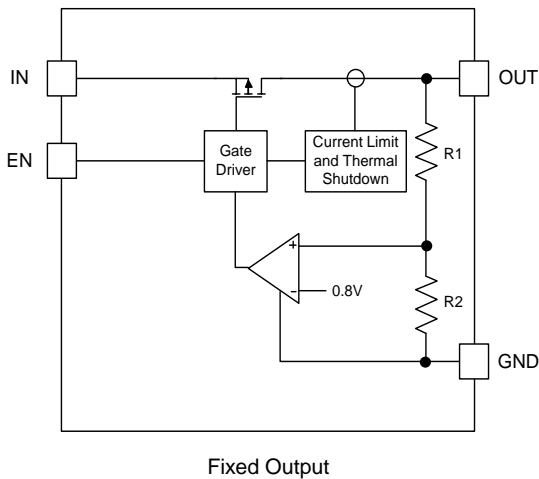 IN
OUT
EN
Gate
Driver
Current Limit
and Thermal
Shutdown
R1
+
-
0.8V
R2
GND
Fixed Output